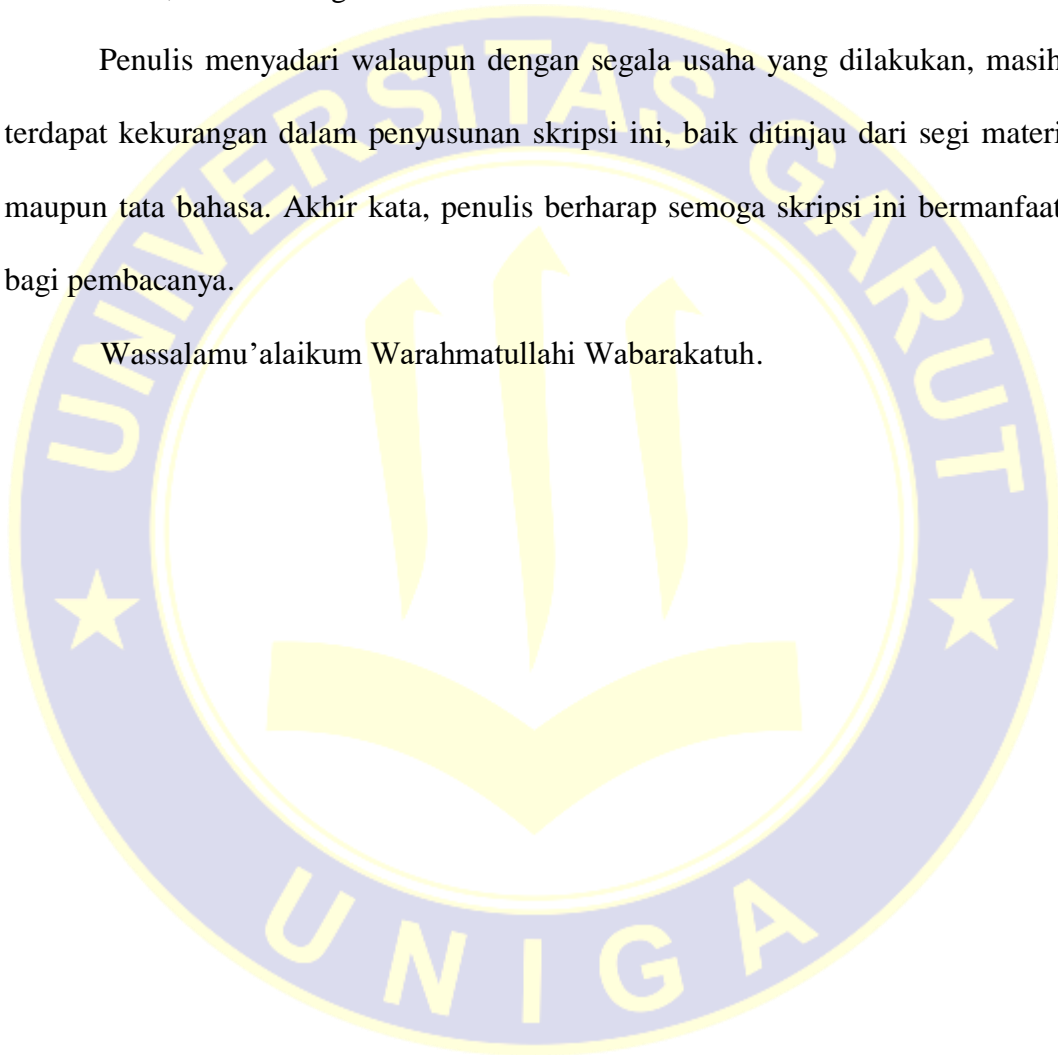 Penulis menyadari walaupun dengan segala usaha yang dilakukan, masih
terdapat kekurangan dalam penyusunan skripsi ini, baik ditinjau dari segi materi
maupun tata bahasa. Akhir kata, penulis berharap semoga skripsi ini bermanfaat
bagi pembacanya.
Wassalamu’alaikum Warahmatullahi Wabarakatuh.
UNIVERSITAS GARUT
UNIGA